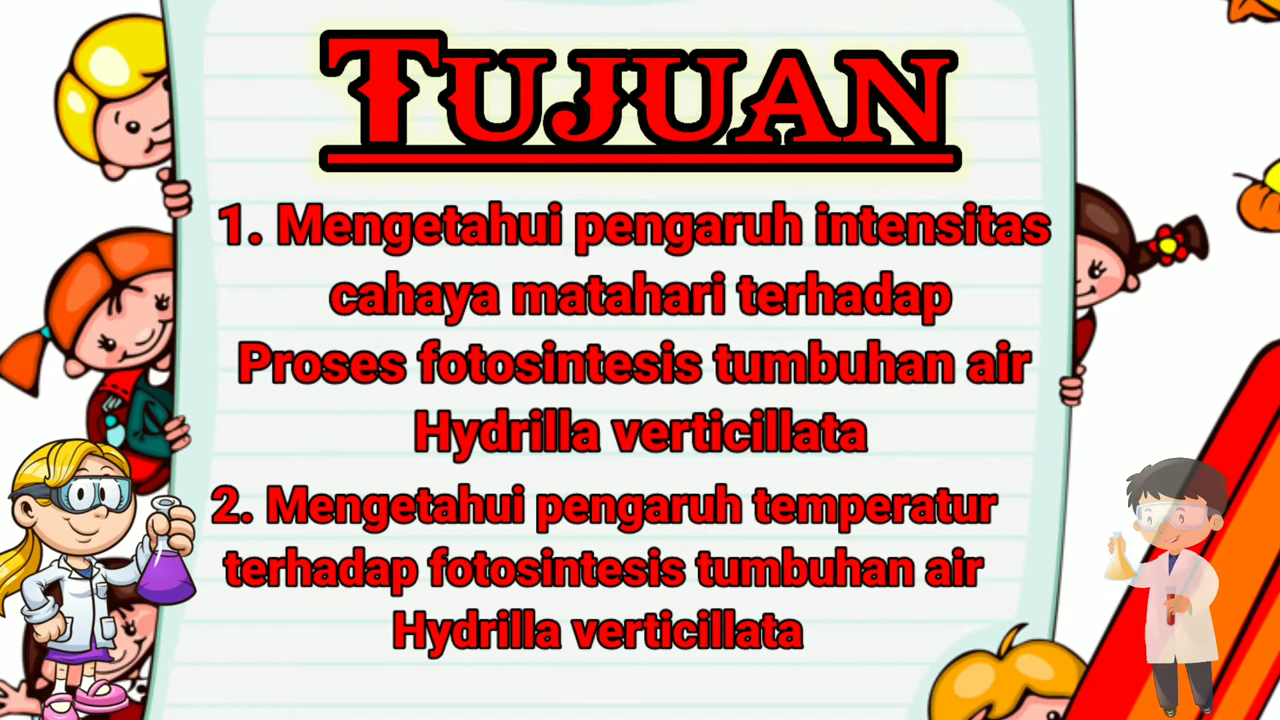 TUJUAN
1. Mengetahui pengaruh intensitas
cahaya matahari terhadap
Proses fotosintesis tumbuhan air
Hydrilla verticillata
2. Mengetahui pengaruh temperatur
terhadap fotosintesis tumbuhan air
Hydrilla verticillata